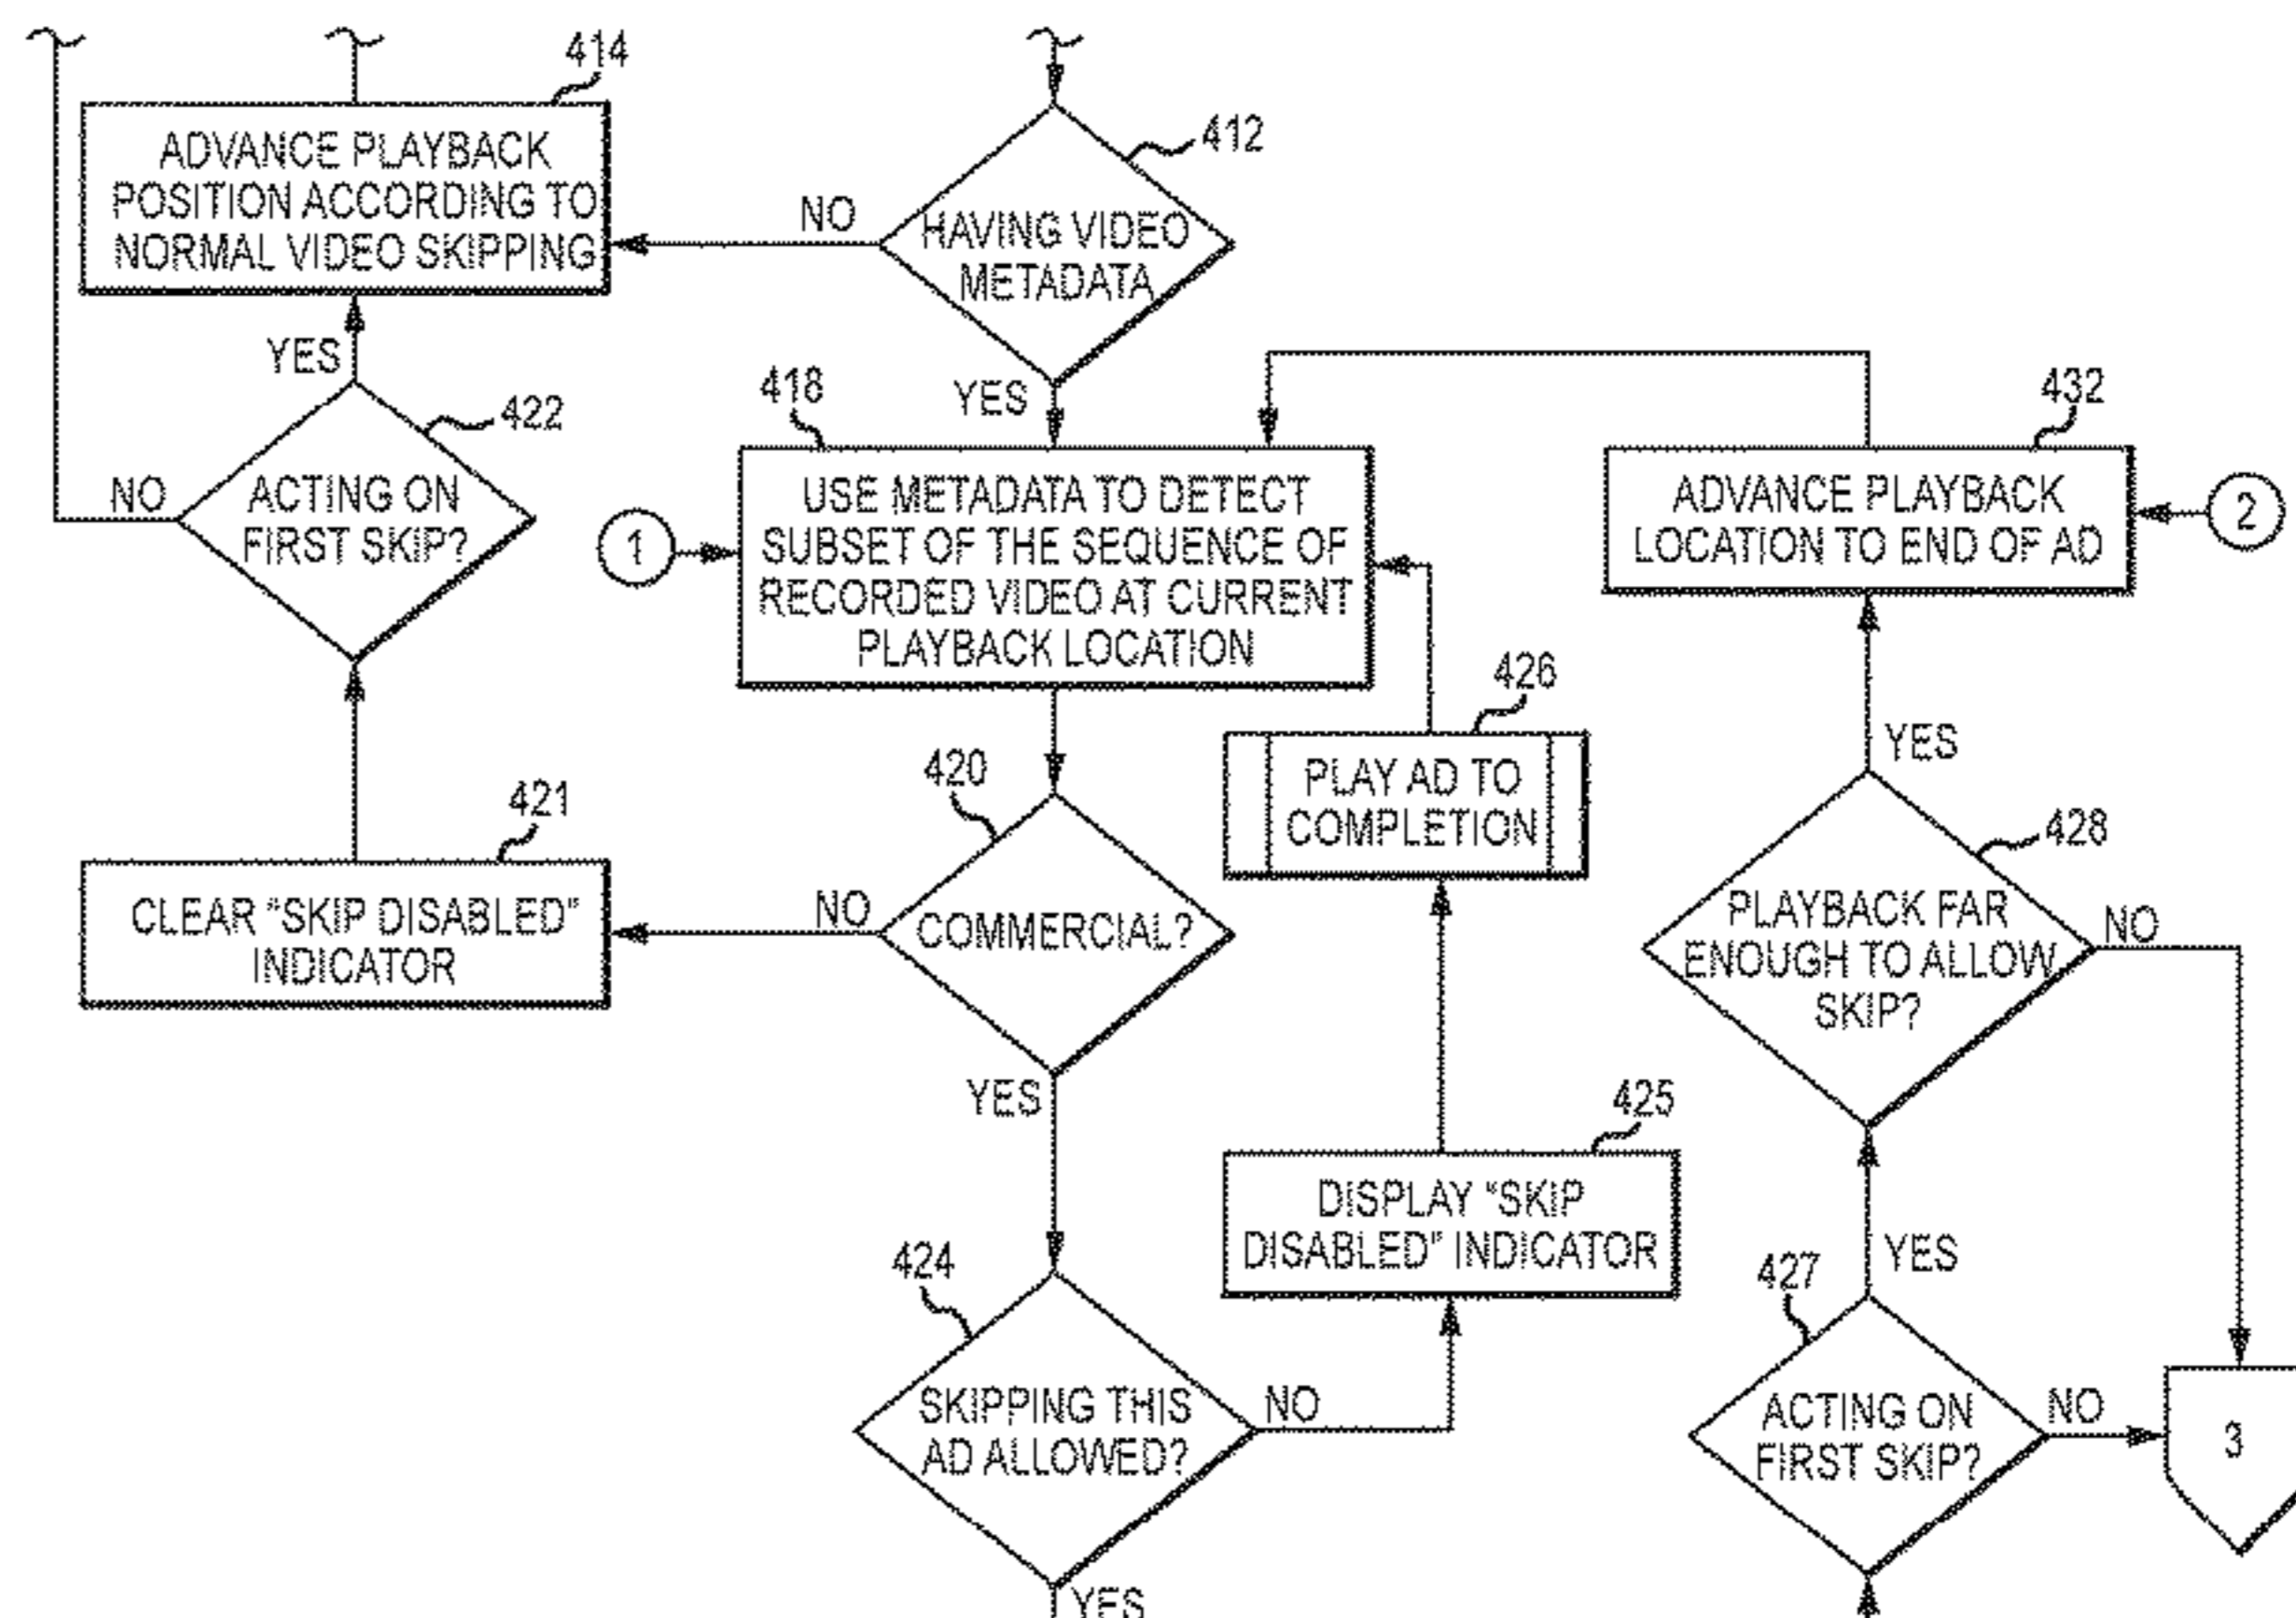 414
ADVANCE PLAYBACK
POSITION ACCORDING TO
NORMAL VIDEO SKIPPING
412
NO
HAVING VIDEO
METADATA
YES
YES
422
NO
ACTING ON
FIRST SKIP?
418
USE METADATA TO DETECT
SUBSET OF THE SEQUENCE OF
RECORDED VIDEO AT CURRENT
PLAYBACK LOCATION
1
432
ADVANCE PLAYBACK
LOCATION TO END OF AD
2
426
PLAY AD TO
COMPLETION
YES
421
CLEAR "SKIP DISABLED"
INDICATOR
420
NO
COMMERCIAL?
YES
428
PLAYBACK FAR
ENOUGH TO ALLOW
SKIP?
NO
425
DISPLAY "SKIP
DISABLED" INDICATOR
YES
424
SKIPPING THIS
AD ALLOWED?
NO
YES
427
ACTING ON
FIRST SKIP?
NO
3